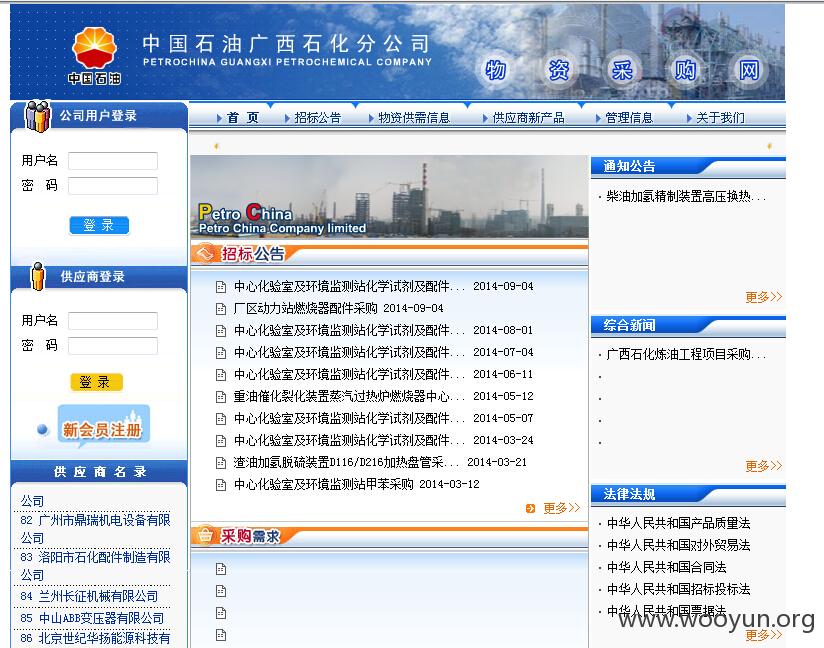 中国石油
中国石油广西石化分公司
PETROCHINA GUANGXI PETROCHEMICAL COMPANY
物 资 采 购 网
公司用户登录
用户名
密 码
登 录
供应商登录
用户名
密 码
登 录
新会员注册
供 应 商 名 录
公司
82 广州市鼎瑞机电设备有限
公司
83 洛阳市石化配件制造有限
公司
84 兰州长征机械有限公司
85 中山ABB变压器有限公司
86 北京世纪华扬能源科技有
首 页 招标公告 物资供需信息 供应商新产品 管理信息 关于我们
Petro China
Petro China Company limited
招标公告
中心化验室及环境监测站化学试剂及配件... 2014-09-04
厂区动力站燃烧器配件采购 2014-09-04
中心化验室及环境监测站化学试剂及配件... 2014-08-01
中心化验室及环境监测站化学试剂及配件... 2014-07-04
中心化验室及环境监测站化学试剂及配件... 2014-06-11
重油催化裂化装置蒸汽过热炉燃烧器中心... 2014-05-12
中心化验室及环境监测站化学试剂及配件... 2014-05-07
中心化验室及环境监测站化学试剂及配件... 2014-03-24
渣油加氢脱硫装置D116/D216加热盘管采... 2014-03-21
中心化验室及环境监测站甲苯采购 2014-03-12
更多>>
采购需求
通知公告
柴油加氢精制装置高压换热...
更多>>
综合新闻
广西石化炼油工程项目采购...
更多>>
法律法规
中华人民共和国产品质量法
中华人民共和国对外贸易法
中华人民共和国合同法
中华人民共和国招标投标法
中华人民共和国票据法
www.wooyun.org
更多>>